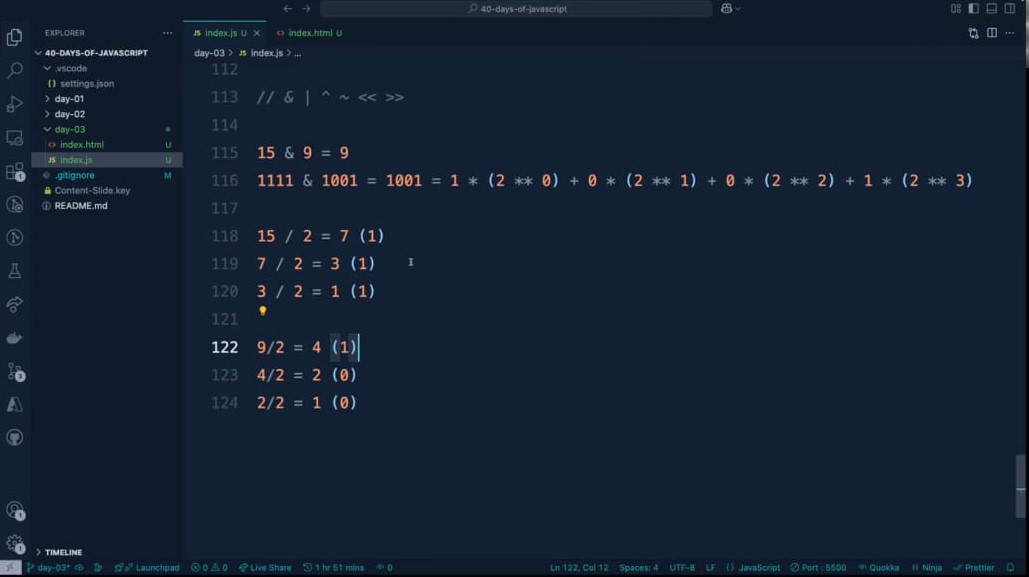 40-days-of-javascript
EXPLORER ...
JS index.js U × <> index.html U
40-DAYS-OF-JAVASCRIPT
day-03 > JS index.js > ...
.vscode
{} settings.json
day-01
day-02
day-03
<> index.html U
JS index.js U
.gitignore M
Content-Slide.key
README.md
112
113 // & | ^ ~ << >>
114
115 15 & 9 = 9
116 1111 & 1001 = 1001 = 1 * (2 ** 0) + 0 * (2 ** 1) + 0 * (2 ** 2) + 1 * (2 ** 3)
117
118 15 / 2 = 7 (1)
119 7 / 2 = 3 (1)
120 3 / 2 = 1 (1)
121
122 9/2 = 4 (1)
123 4/2 = 2 (0)
124 2/2 = 1 (0)
1
3
1
1
TIMELINE
day-03* Launchpad 0 0 Live Share 1 hr 51 mins 0 Ln 122, Col 12 Spaces: 4 UTF-8 LF {} JavaScript Port : 5500 Quokka Ninja Prettier